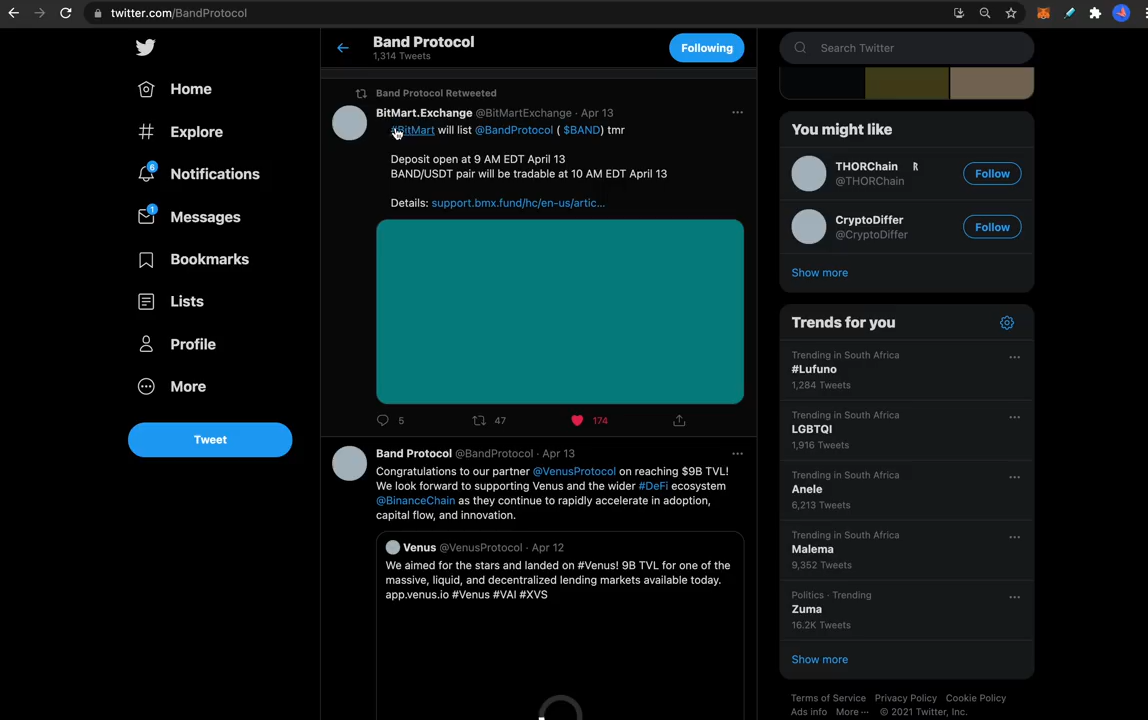 twitter.com/BandProtocol
Home
Explore
6
Notifications
1
Messages
Bookmarks
Lists
Profile
More
Tweet
Band Protocol
1,314 Tweets
Following
Band Protocol Retweeted
BitMart.Exchange @BitMartExchange · Apr 13
#BitMart will list @BandProtocol ( $BAND) tmr
Deposit open at 9 AM EDT April 13
BAND/USDT pair will be tradable at 10 AM EDT April 13
Details: support.bmx.fund/hc/en-us/artic...
5 47 174
Band Protocol @BandProtocol · Apr 13
Congratulations to our partner @VenusProtocol on reaching $9B TVL!
We look forward to supporting Venus and the wider #DeFi ecosystem
@BinanceChain as they continue to rapidly accelerate in adoption,
capital flow, and innovation.
Venus @VenusProtocol · Apr 12
We aimed for the stars and landed on #Venus! 9B TVL for one of the
massive, liquid, and decentralized lending markets available today.
app.venus.io #Venus #VAI #XVS
Search Twitter
You might like
THORChain
@THORChain
Follow
CryptoDiffer
@CryptoDiffer
Follow
Show more
Trends for you
Trending in South Africa
#Lufuno
1,284 Tweets
Trending in South Africa
LGBTQI
1,916 Tweets
Trending in South Africa
Anele
6,213 Tweets
Trending in South Africa
Malema
9,352 Tweets
Politics · Trending
Zuma
16.2K Tweets
Show more
Terms of Service Privacy Policy Cookie Policy
Ads info More ··· © 2021 Twitter, Inc.